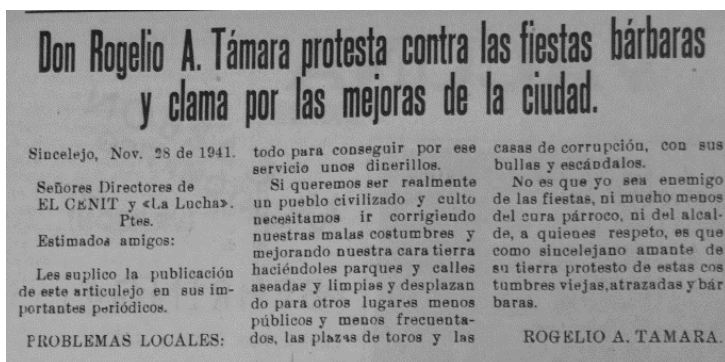 Don Rogelio A. Támara protesta contra las fiestas bárbaras
y clama por las mejoras de la ciudad.
Sincelejo, Nov. 28 de 1941.
Señores Directores de
EL CENIT y «La Lucha».
Ptes.
Estimados amigos:
Les suplico la publicación
de este articulejo en sus im-
portantes periódicos.
PROBLEMAS LOCALES:
todo para conseguir por ese
servicio unos dinerillos.
Si queremos ser realmente
un pueblo civilizado y culto
necesitamos ir corrigiendo
nuestras malas costumbres y
mejorando nuestra cara tierra
haciéndoles parques y calles
aseadas y limpias y desplazan
do para otros lugares menos
públicos y menos frecuenta-
dos, las plazas de toros y las
casas de corrupción, con sus
bullas y escándalos.
No es que yo sea enemigo
de las fiestas, ni mucho menos
del cura párroco, ni del alcal-
de, a quienes respeto, es que
como sincelejano amante de
su tierra protesto de estas cos
tumbres viejas,atrazadas y bár
baras.
ROGELIO A. TAMARA.